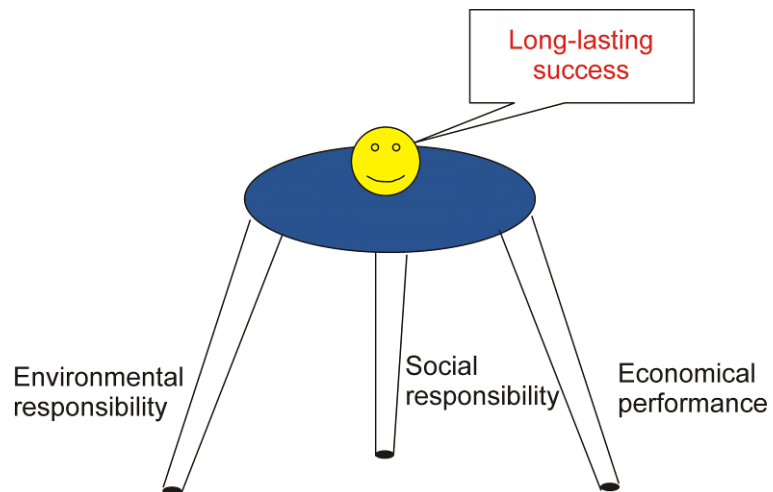 Long-lasting
success
Environmental
responsibility
Social
responsibility
Economical
performance